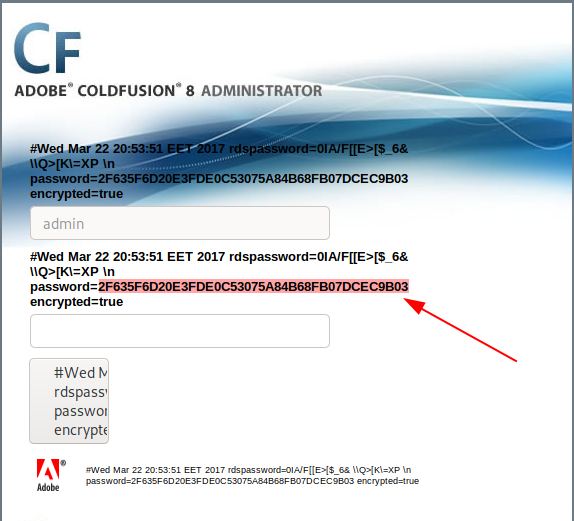 CF
ADOBE® COLDFUSION® 8 ADMINISTRATOR
#Wed Mar 22 20:53:51 EET 2017 rdspassword=0IA/F[[E>[$_6&
\\Q>[K\=XP \n
password=2F635F6D20E3FDE0C53075A84B68FB07DCEC9B03
encrypted=true
admin
#Wed Mar 22 20:53:51 EET 2017 rdspassword=0IA/F[[E>[$_6&
\\Q>[K\=XP \n
password=2F635F6D20E3FDE0C53075A84B68FB07DCEC9B03
encrypted=true
#Wed M
rdspassw
passwor
encrypte
Adobe®
#Wed Mar 22 20:53:51 EET 2017 rdspassword=0IA/F[[E>[$_6& \\Q>[K\=XP \n
password=2F635F6D20E3FDE0C53075A84B68FB07DCEC9B03 encrypted=true